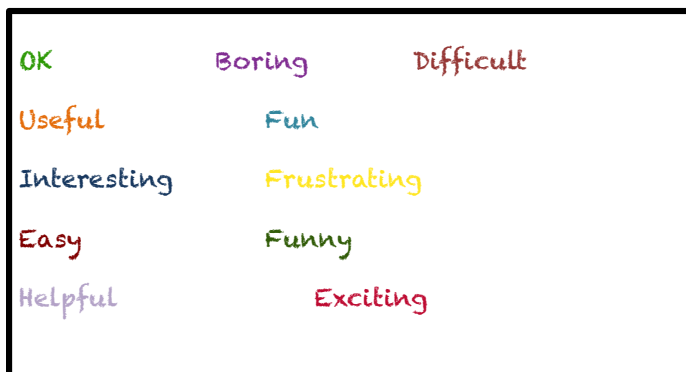 OK Boring Difficult
Useful Fun
Interesting Frustrating
Easy Funny
Helpful Exciting